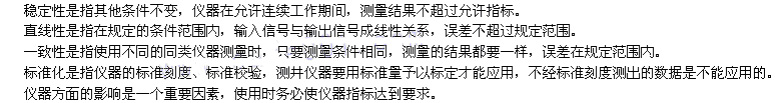 稳定性是指其他条件不变，仪器在允许连续工作期间，测量结果不超过允许指标。
直线性是指在规定的条件范围内，输入信号与输出信号成线性关系，误差不超过规定范围。
一致性是指使用不同的同类仪器测量时，只要测量条件相同，测量的结果都要一样，误差在规定范围内。
标准化是指仪器的标准刻度、标准校验，测井仪器要用标准量予以标定才能应用，不经标准刻度测出的数据是不能应用的。
仪器方面的影响是一个重要因素，使用时务必使仪器指标达到要求。